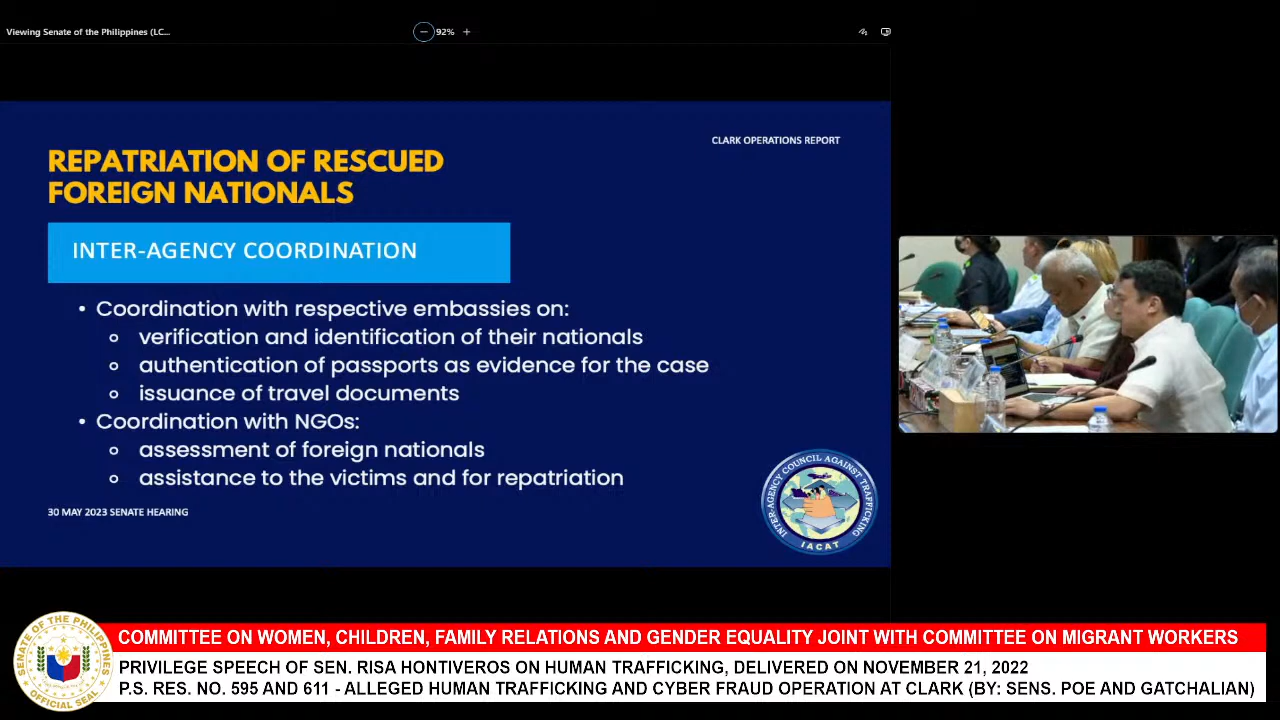 Viewing Senate of the Philippines (LC...
92%
CLARK OPERATIONS REPORT
REPATRIATION OF RESCUED
FOREIGN NATIONALS
INTER-AGENCY COORDINATION
• Coordination with respective embassies on:
verification and identification of their nationals
authentication of passports as evidence for the case
issuance of travel documents
• Coordination with NGOs:
assessment of foreign nationals
assistance to the victims and for repatriation
30 MAY 2023 SENATE HEARING
INTER-AGENCY COUNCIL AGAINST TRAFFICKING
IACAT
SENATE OF THE PHILIPPINES
OFFICIAL SEAL
COMMITTEE ON WOMEN, CHILDREN, FAMILY RELATIONS AND GENDER EQUALITY JOINT WITH COMMITTEE ON MIGRANT WORKERS
PRIVILEGE SPEECH OF SEN. RISA HONTIVEROS ON HUMAN TRAFFICKING, DELIVERED ON NOVEMBER 21, 2022
P.S. RES. NO. 595 AND 611 - ALLEGED HUMAN TRAFFICKING AND CYBER FRAUD OPERATION AT CLARK (BY: SENS. POE AND GATCHALIAN)